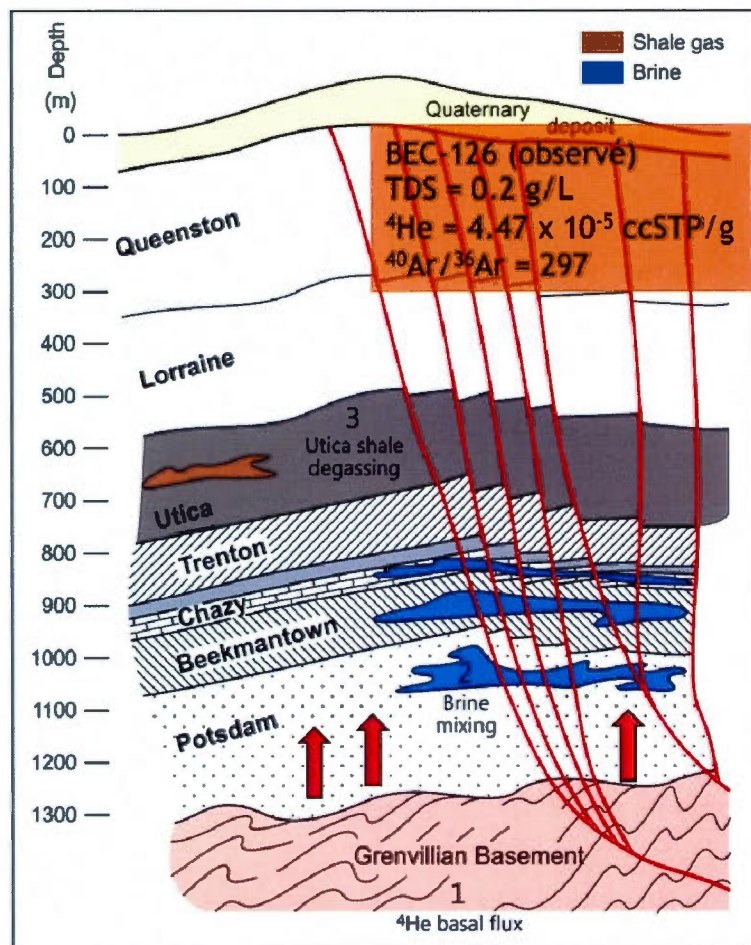 Depth
(m)
Shale gas
Brine
Quaternary
deposit
0
BEC-126 (observé)
TDS = 0.2 g/L
⁴He = 4.47 x 10⁻⁵ ccSTP/g
⁴⁰Ar/³⁶Ar = 297
100
Queenston
200
300
400
Lorraine
500
3
Utica shale
degassing
600
700
Utica
800
Trenton
900
Chazy
Beekmantown
1000
2
Brine
mixing
1100
Potsdam
1200
1300
Grenvillian Basement
1
⁴He basal flux